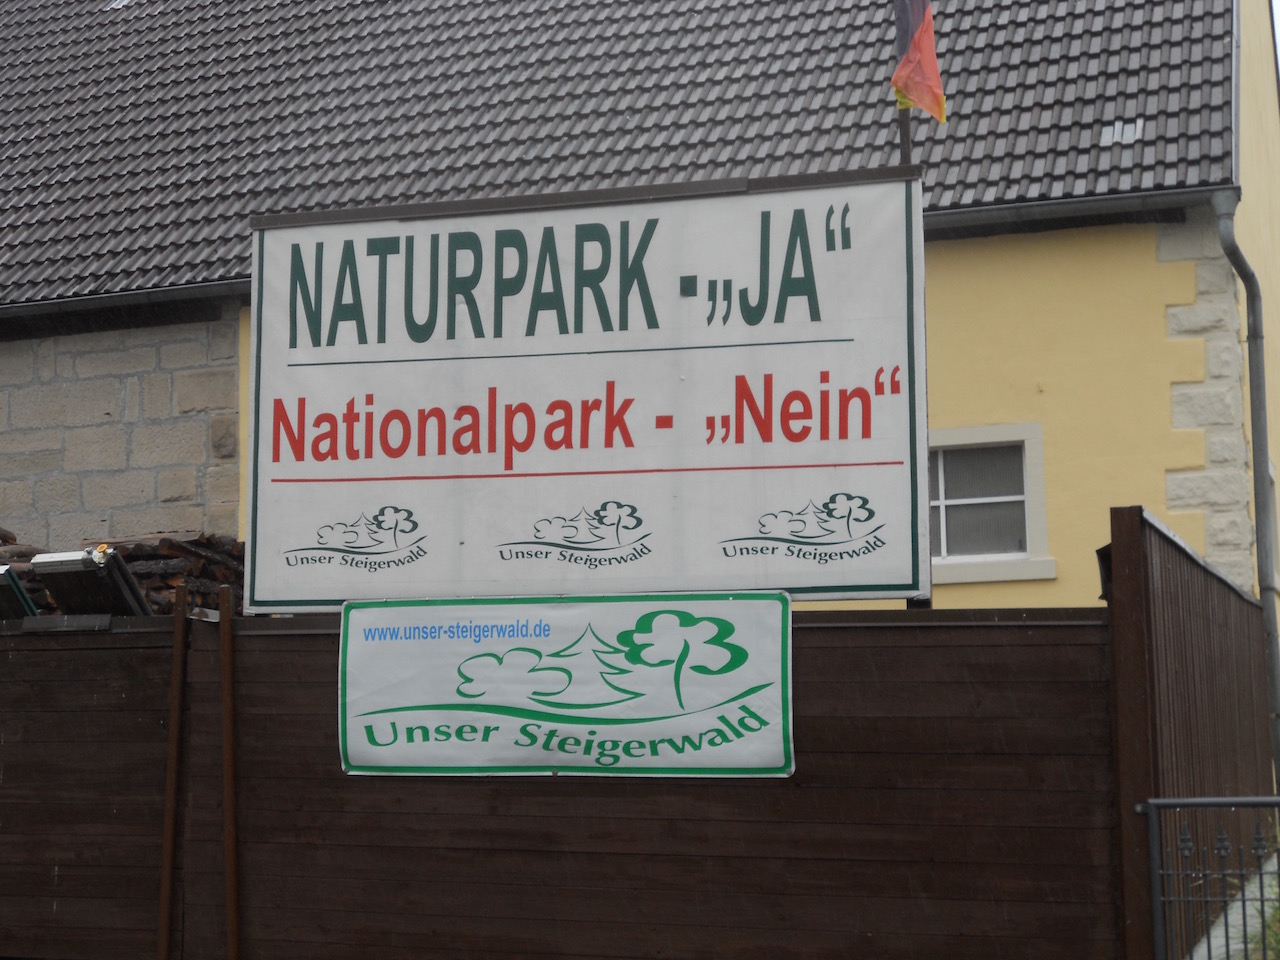 NATURPARK - „JA“
Nationalpark - „Nein“
Unser Steigerwald
Unser Steigerwald
Unser Steigerwald
www.unser-steigerwald.de
Unser Steigerwald